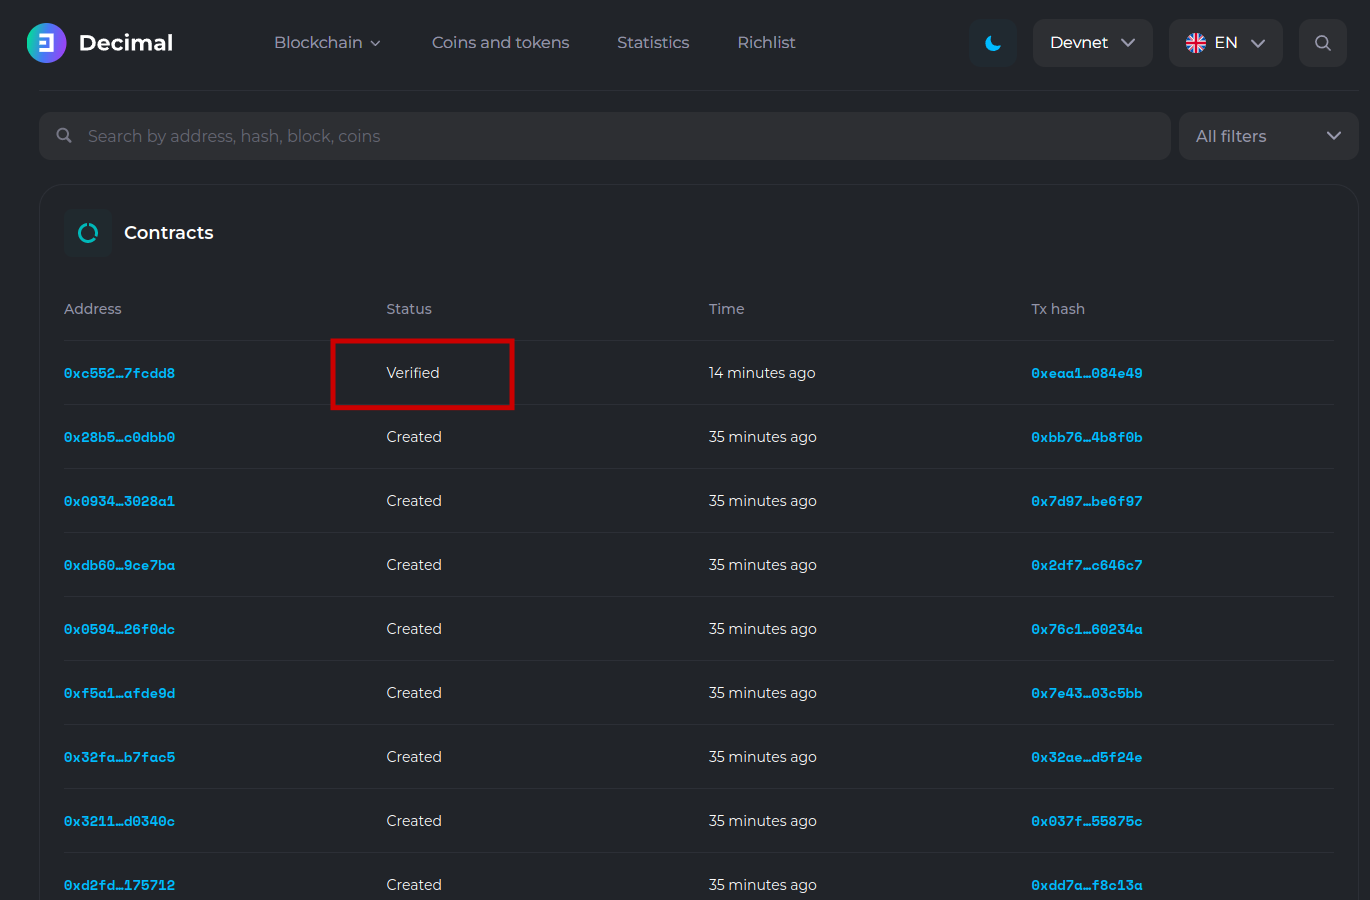 Decimal Blockchain Coins and tokens Statistics Richlist Devnet EN
Search by address, hash, block, coins All filters
Contracts
Address Status Time Tx hash
0xc552…7fcdd8 Verified 14 minutes ago 0xeaa1…084e49
0x28b5…c0dbb0 Created 35 minutes ago 0xbb76…4b8f0b
0x0934…3028a1 Created 35 minutes ago 0x7d97…be6f97
0xdb60…9ce7ba Created 35 minutes ago 0x2df7…c646c7
0x0594…26f0dc Created 35 minutes ago 0x76c1…60234a
0xf5a1…afde9d Created 35 minutes ago 0x7e43…03c5bb
0x32fa…b7fac5 Created 35 minutes ago 0x32ae…d5f24e
0x3211…d0340c Created 35 minutes ago 0x037f…55875c
0xd2fd…175712 Created 35 minutes ago 0xdd7a…f8c13a